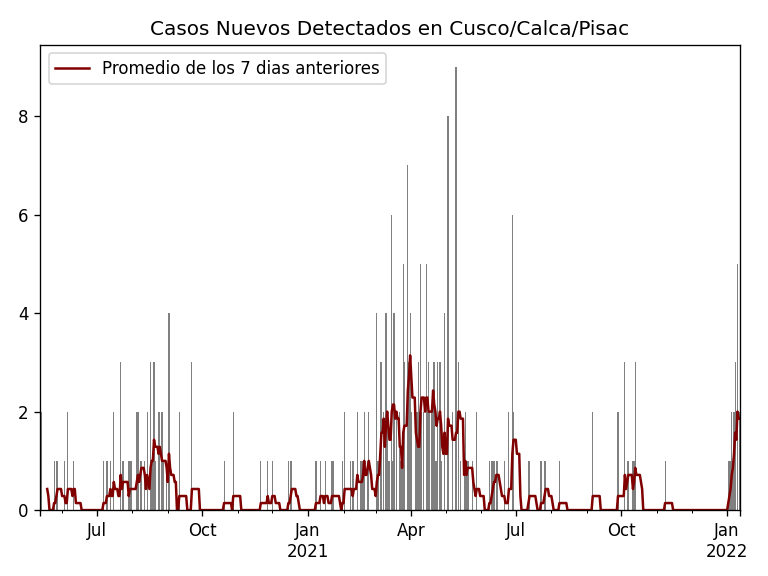 Casos Nuevos Detectados en Cusco/Calca/Pisac
Promedio de los 7 dias anteriores
8
6
4
2
0
Jul Oct Jan Apr Jul Oct Jan
2021 2022